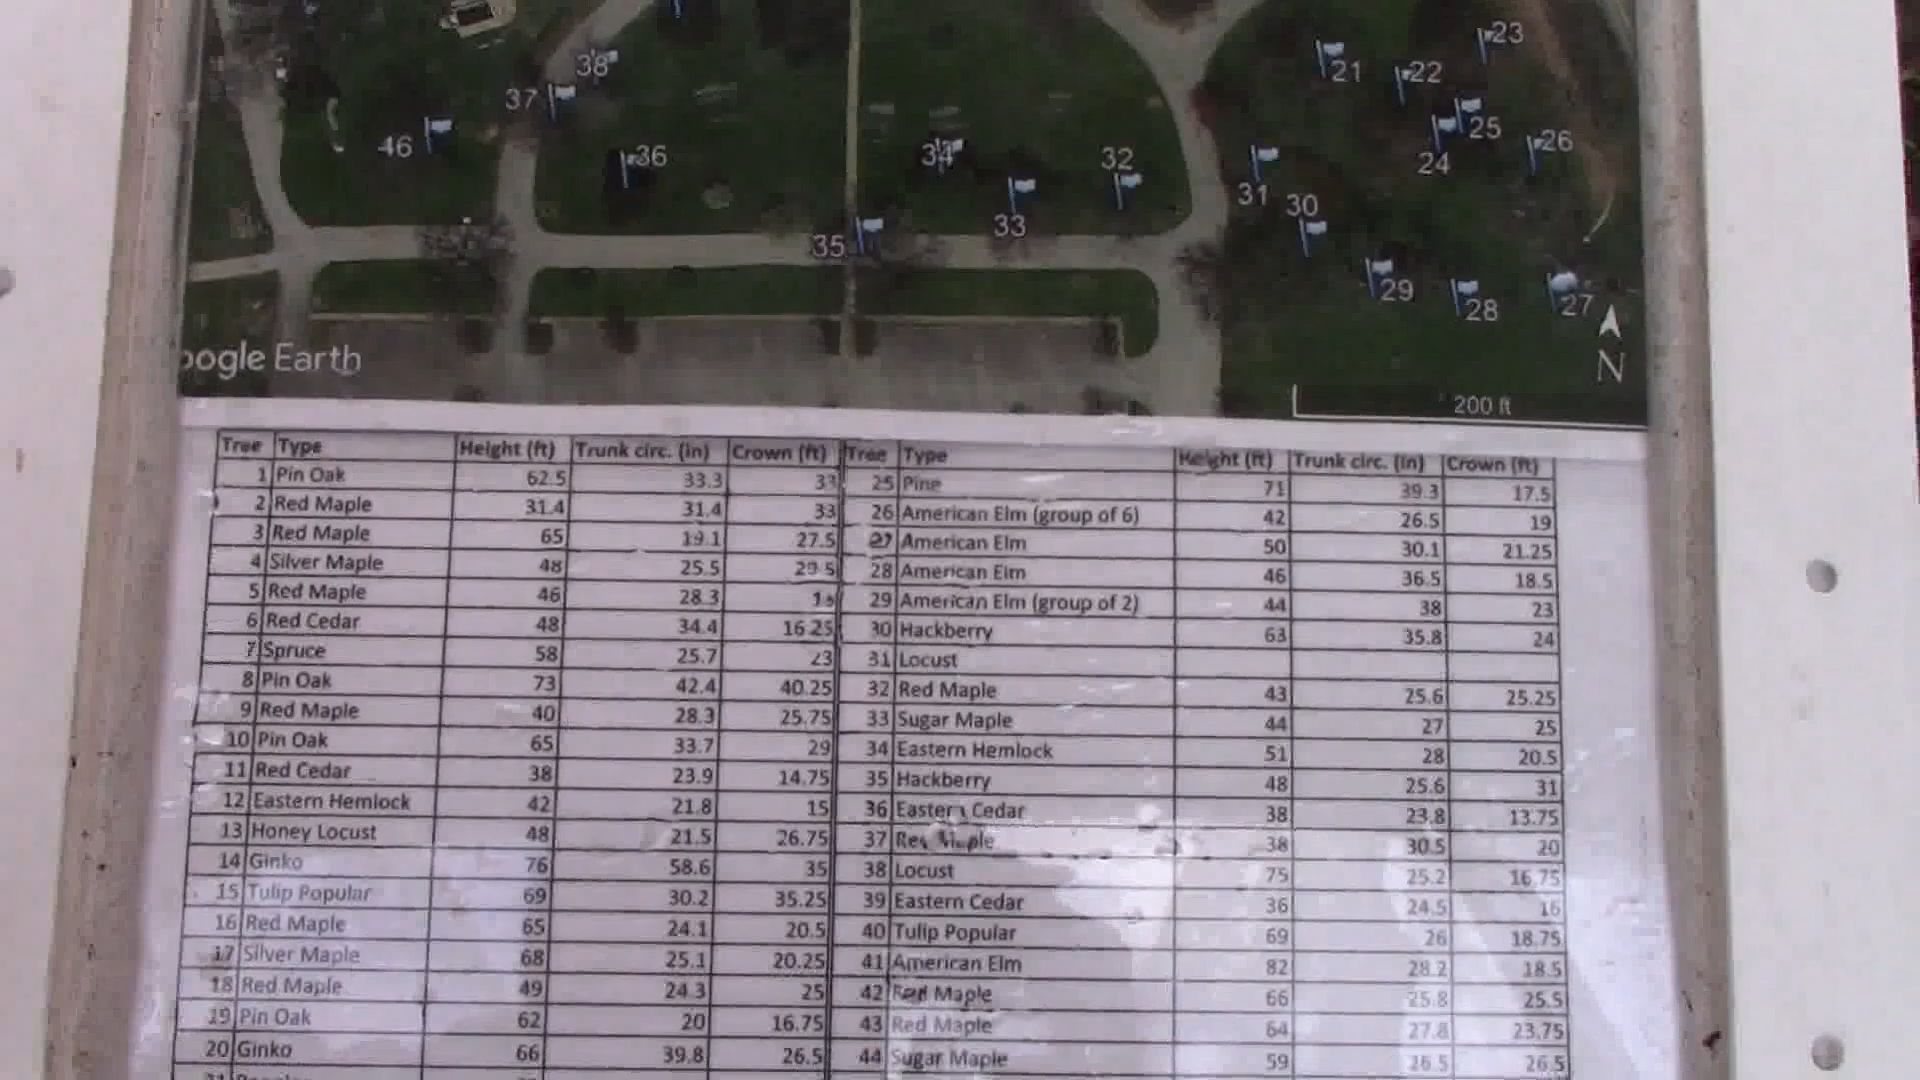 23
38
21
22
37
25
46
26
36
34
32
24
31
30
33
35
29
28
27
Google Earth
N
200 ft
Tree Type Height (ft) Trunk circ. (in) Crown (ft) Tree Type Height (ft) Trunk circ. (in) Crown (ft)
1 Pin Oak 62.5 33.3 33 25 Pine 71 39.3 17.5
2 Red Maple 31.4 31.4 33 26 American Elm (group of 6) 42 26.5 19
3 Red Maple 65 19.1 27.5 27 American Elm 50 30.1 21.25
4 Silver Maple 48 25.5 29.5 28 American Elm 46 36.5 18.5
5 Red Maple 46 28.3 29 American Elm (group of 2) 44 38 23
6 Red Cedar 48 34.4 16.25 30 Hackberry 63 35.8 24
7 Spruce 58 25.7 23 31 Locust
8 Pin Oak 73 42.4 40.25 32 Red Maple 43 25.6 25.25
9 Red Maple 40 28.3 25.75 33 Sugar Maple 44 27 25
10 Pin Oak 65 33.7 29 34 Eastern Hemlock 51 28 20.5
11 Red Cedar 38 23.9 14.75 35 Hackberry 48 25.6 31
12 Eastern Hemlock 42 21.8 15 36 Eastern Cedar 38 23.8 13.75
13 Honey Locust 48 21.5 26.75 37 Red Maple 38 30.5 20
14 Ginko 76 58.6 35 38 Locust 75 25.2 16.75
15 Tulip Popular 69 30.2 35.25 39 Eastern Cedar 36 24.5 16
16 Red Maple 65 24.1 20.5 40 Tulip Popular 69 26 18.75
17 Silver Maple 68 25.1 20.25 41 American Elm 82 28.2 18.5
18 Red Maple 49 24.3 25 42 Red Maple 66 25.8 25.5
19 Pin Oak 62 20 16.75 43 Red Maple 64 27.8 23.75
20 Ginko 66 39.8 26.5 44 Sugar Maple 59 26.5 26.5